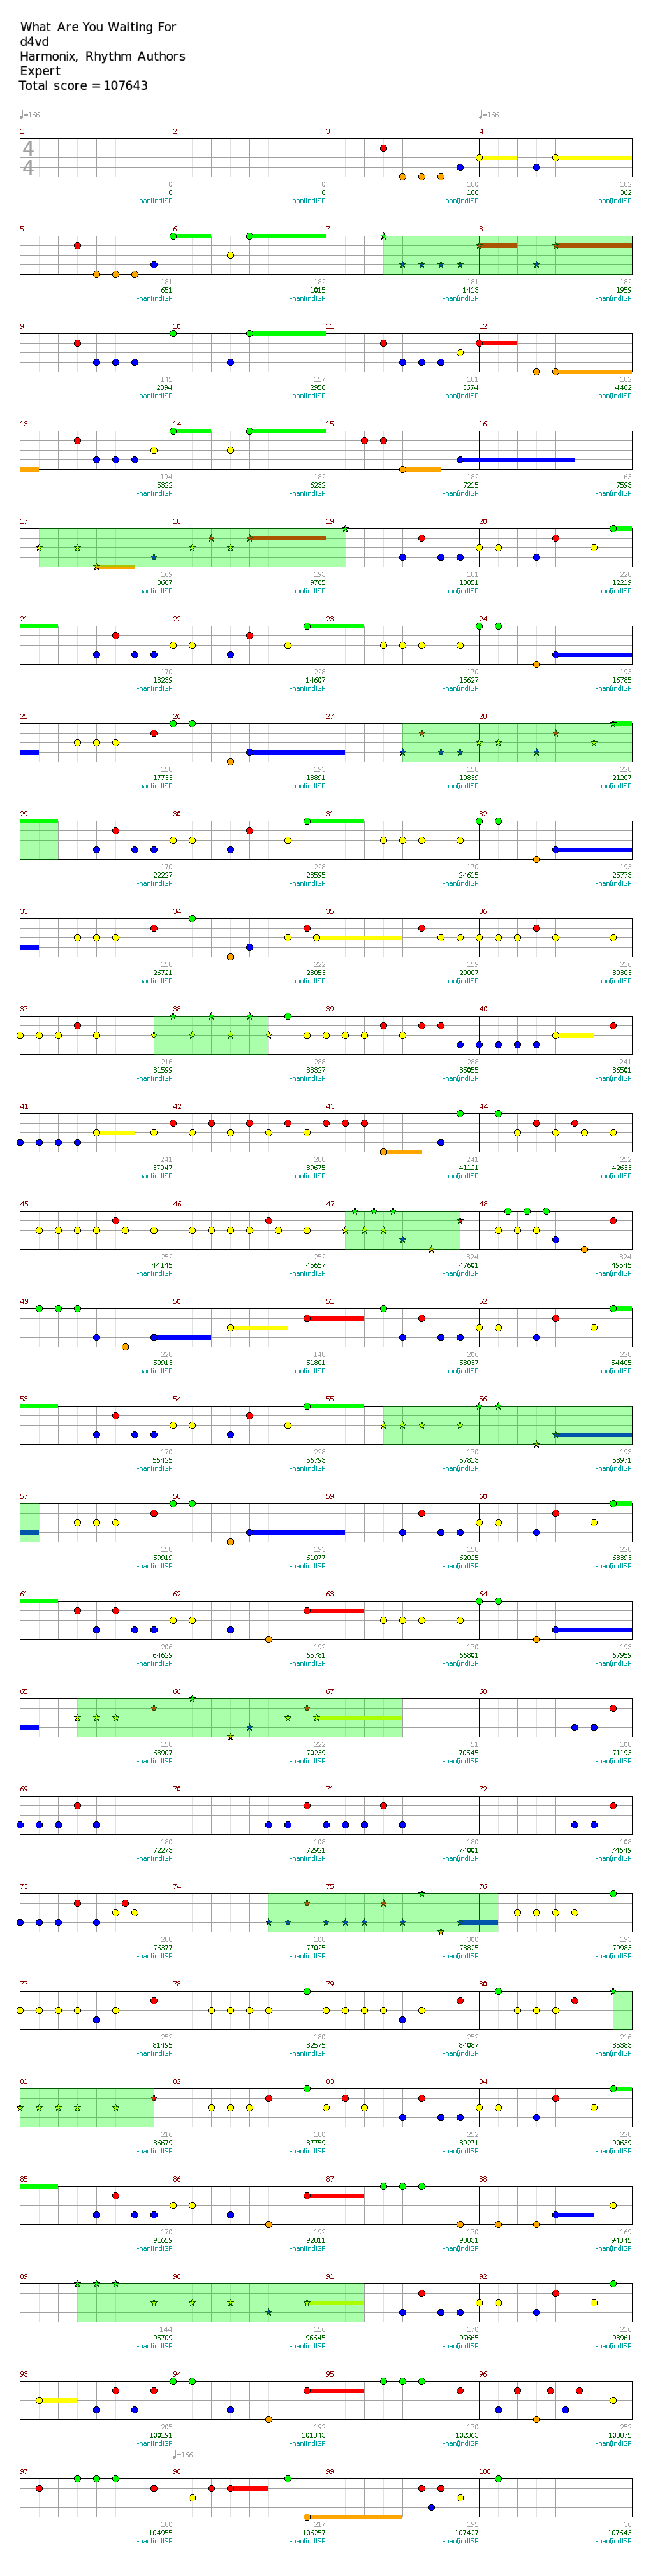 What Are You Waiting For
d4vd
Harmonix, Rhythm Authors
Expert
Total score = 107643
♩=166 ♩=166
1 2 3 4
4
4
0 0 180 182
0 0 180 362
-nan(ind)SP -nan(ind)SP -nan(ind)SP -nan(ind)SP
5 6 7 8
181 182 181 182
651 1015 1413 1959
-nan(ind)SP -nan(ind)SP -nan(ind)SP -nan(ind)SP
9 10 11 12
145 157 181 182
2394 2950 3674 4402
-nan(ind)SP -nan(ind)SP -nan(ind)SP -nan(ind)SP
13 14 15 16
194 182 182 63
5322 6232 7215 7593
-nan(ind)SP -nan(ind)SP -nan(ind)SP -nan(ind)SP
17 18 19 20
169 193 181 228
8607 9765 10851 12219
-nan(ind)SP -nan(ind)SP -nan(ind)SP -nan(ind)SP
21 22 23 24
170 228 170 193
13239 14607 15627 16785
-nan(ind)SP -nan(ind)SP -nan(ind)SP -nan(ind)SP
25 26 27 28
158 193 158 228
17733 18891 19839 21207
-nan(ind)SP -nan(ind)SP -nan(ind)SP -nan(ind)SP
29 30 31 32
170 228 170 193
22227 23595 24615 25773
-nan(ind)SP -nan(ind)SP -nan(ind)SP -nan(ind)SP
33 34 35 36
158 222 159 216
26721 28053 29007 30303
-nan(ind)SP -nan(ind)SP -nan(ind)SP -nan(ind)SP
37 38 39 40
216 288 288 241
31599 33327 35055 36501
-nan(ind)SP -nan(ind)SP -nan(ind)SP -nan(ind)SP
41 42 43 44
241 288 241 252
37947 39675 41121 42633
-nan(ind)SP -nan(ind)SP -nan(ind)SP -nan(ind)SP
45 46 47 48
252 252 324 324
44145 45657 47601 49545
-nan(ind)SP -nan(ind)SP -nan(ind)SP -nan(ind)SP
49 50 51 52
228 148 206 228
50913 51801 53037 54405
-nan(ind)SP -nan(ind)SP -nan(ind)SP -nan(ind)SP
53 54 55 56
170 228 170 193
55425 56793 57813 58971
-nan(ind)SP -nan(ind)SP -nan(ind)SP -nan(ind)SP
57 58 59 60
158 193 158 228
59919 61077 62025 63393
-nan(ind)SP -nan(ind)SP -nan(ind)SP -nan(ind)SP
61 62 63 64
206 192 170 193
64629 65781 66801 67959
-nan(ind)SP -nan(ind)SP -nan(ind)SP -nan(ind)SP
65 66 67 68
158 222 51 108
68907 70239 70545 71193
-nan(ind)SP -nan(ind)SP -nan(ind)SP -nan(ind)SP
69 70 71 72
180 108 180 108
72273 72921 74001 74649
-nan(ind)SP -nan(ind)SP -nan(ind)SP -nan(ind)SP
73 74 75 76
288 108 300 193
76377 77025 78825 79983
-nan(ind)SP -nan(ind)SP -nan(ind)SP -nan(ind)SP
77 78 79 80
252 180 252 216
81495 82575 84087 85383
-nan(ind)SP -nan(ind)SP -nan(ind)SP -nan(ind)SP
81 82 83 84
216 180 252 228
86679 87759 89271 90639
-nan(ind)SP -nan(ind)SP -nan(ind)SP -nan(ind)SP
85 86 87 88
170 192 170 169
91659 92811 93831 94845
-nan(ind)SP -nan(ind)SP -nan(ind)SP -nan(ind)SP
89 90 91 92
144 156 170 216
95709 96645 97665 98961
-nan(ind)SP -nan(ind)SP -nan(ind)SP -nan(ind)SP
93 94 95 96
205 192 170 252
100191 101343 102363 103875
-nan(ind)SP -nan(ind)SP -nan(ind)SP -nan(ind)SP
♩=166
97 98 99 100
180 217 195 36
104955 106257 107427 107643
-nan(ind)SP -nan(ind)SP -nan(ind)SP -nan(ind)SP